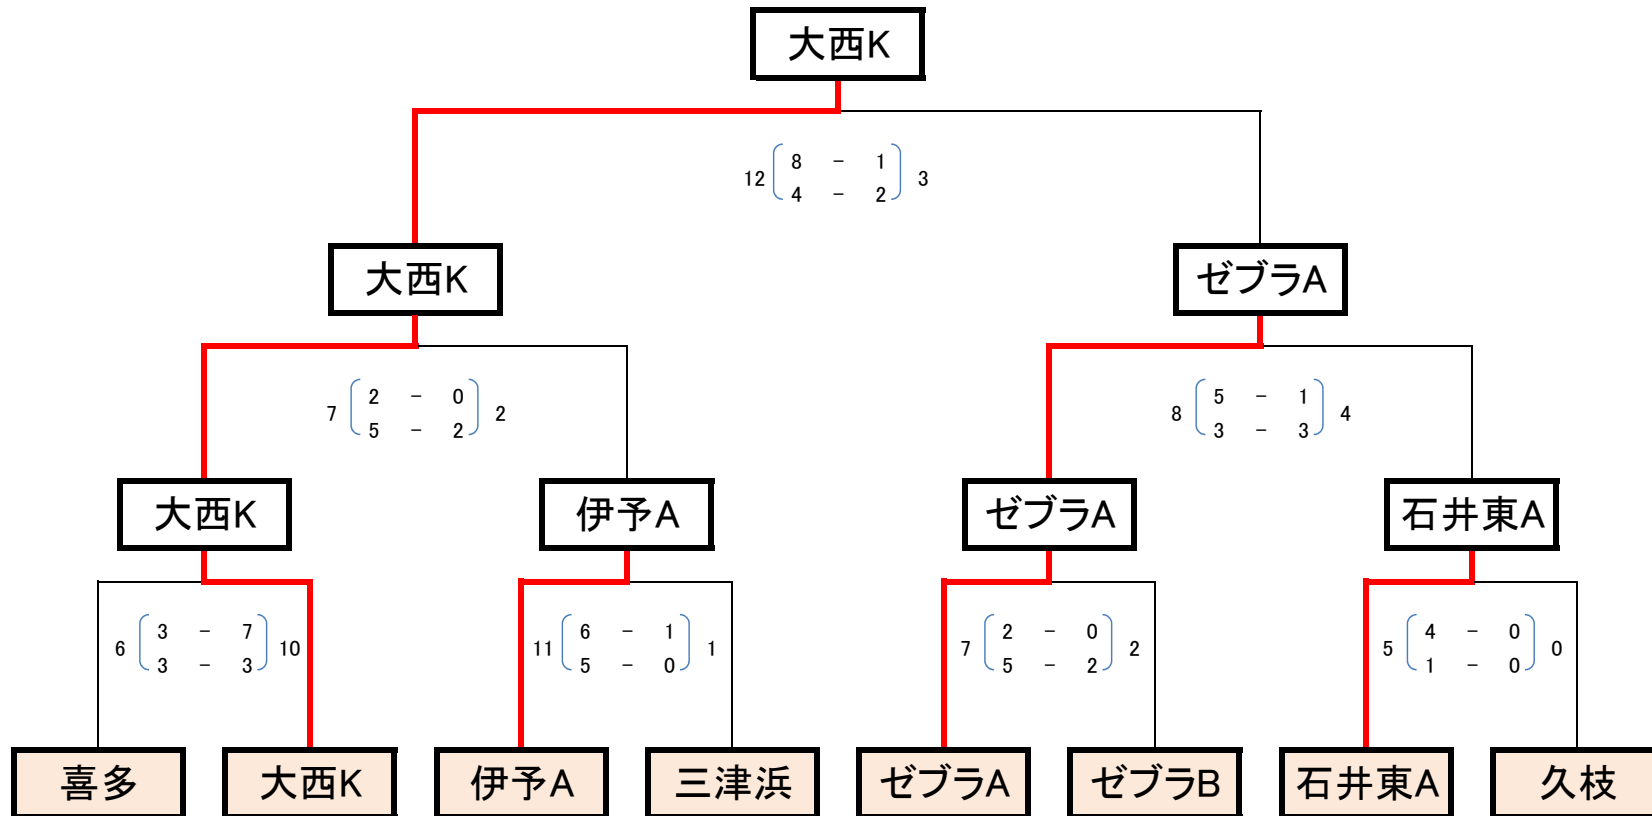 大西K
12 8 － 1 3
4 － 2
大西K ゼブラA
7 2 － 0 2 8 5 － 1 4
5 － 2 3 － 3
大西K 伊予A ゼブラA 石井東A
6 3 － 7 10 11 6 － 1 1 7 2 － 0 2 5 4 － 0 0
3 － 3 5 － 0 5 － 2 1 － 0
喜多 大西K 伊予A 三津浜 ゼブラA ゼブラB 石井東A 久枝